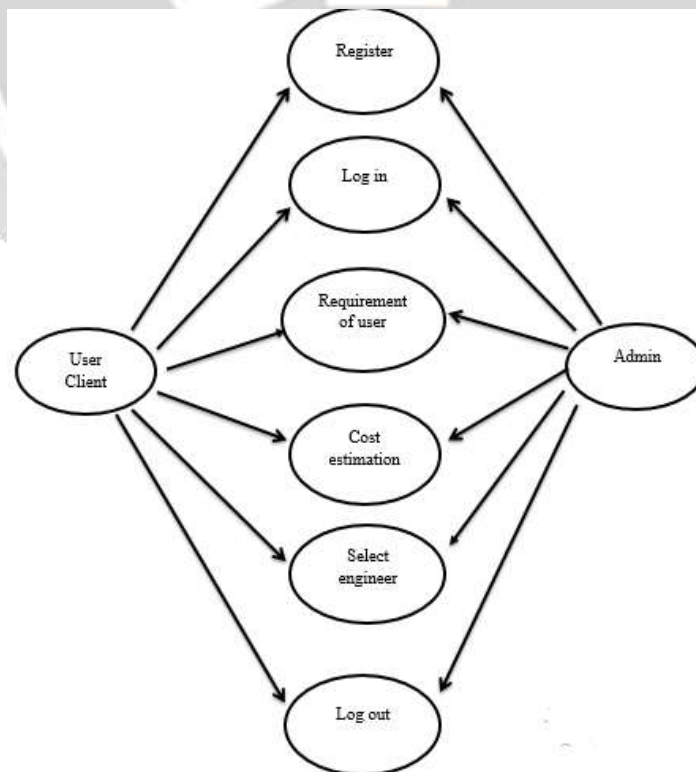 Register
Log in
Requirement
of user
User
Client
Admin
Cost
estimation
Select
engineer
Log out